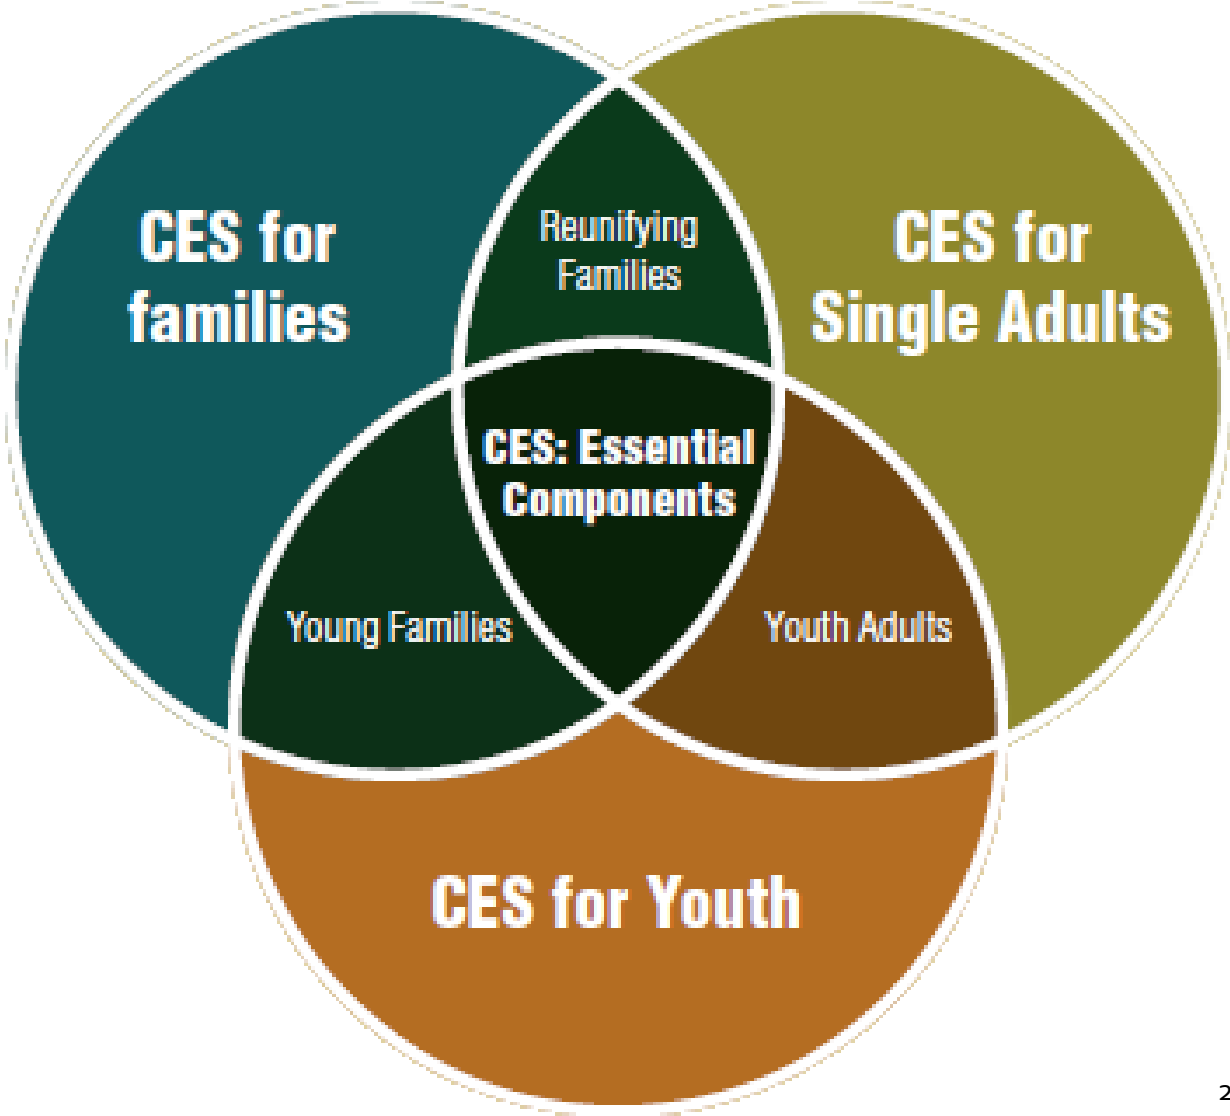 CES for
families
Reunifying
Families
CES for
Single Adults
CES: Essential
Components
Young Families
Youth Adults
CES for Youth
2